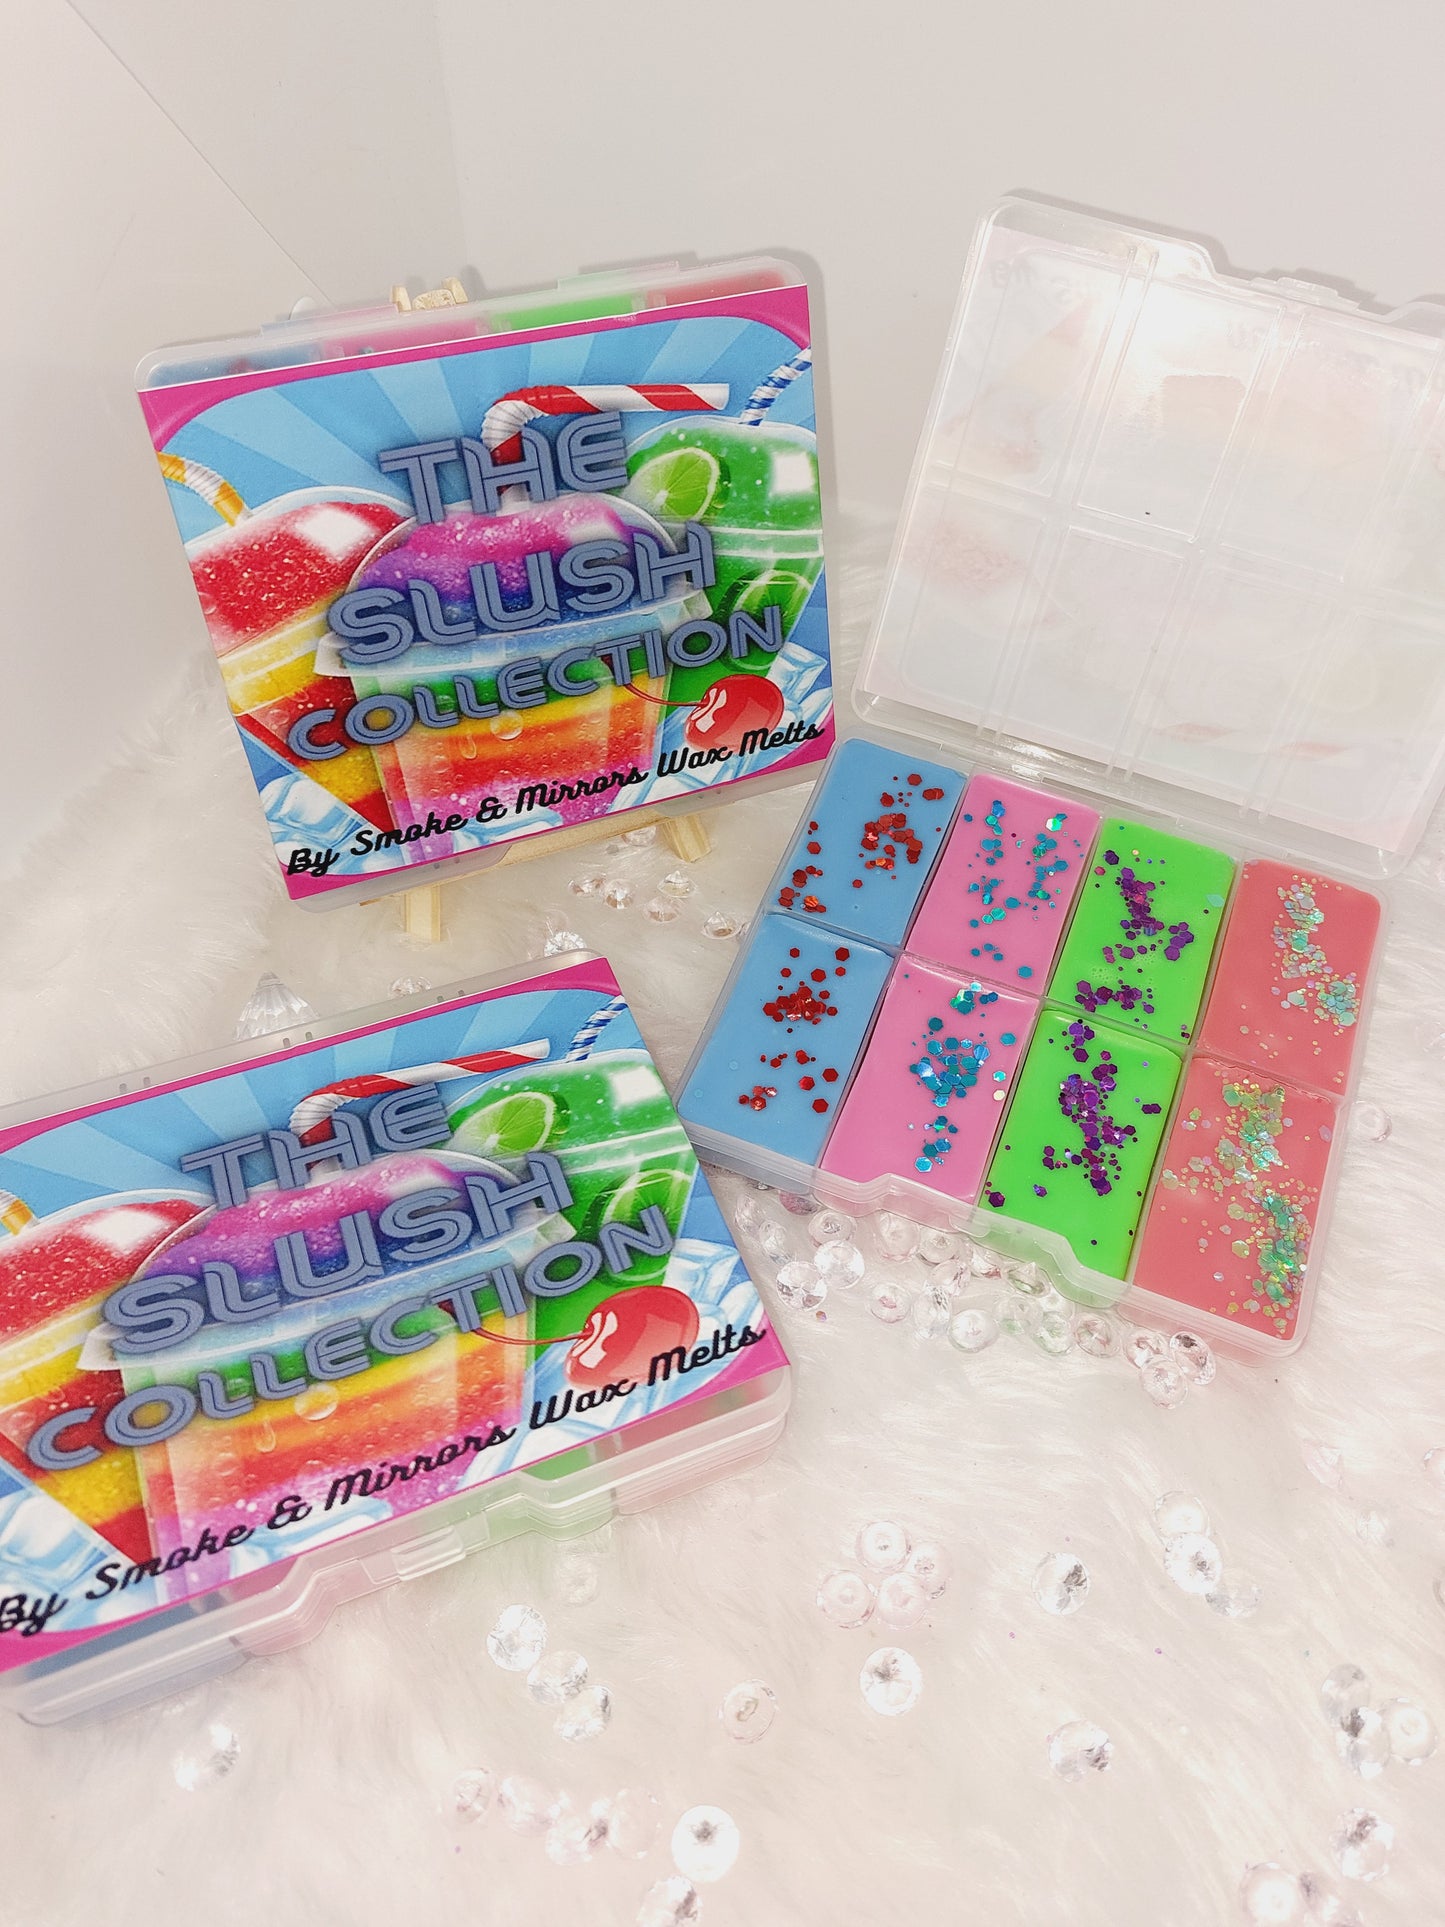 THE
SLUSH
COLLECTION
By Smoke & Mirrors Wax Melts
THE
SLUSH
COLLECTION
By Smoke & Mirrors Wax Melts